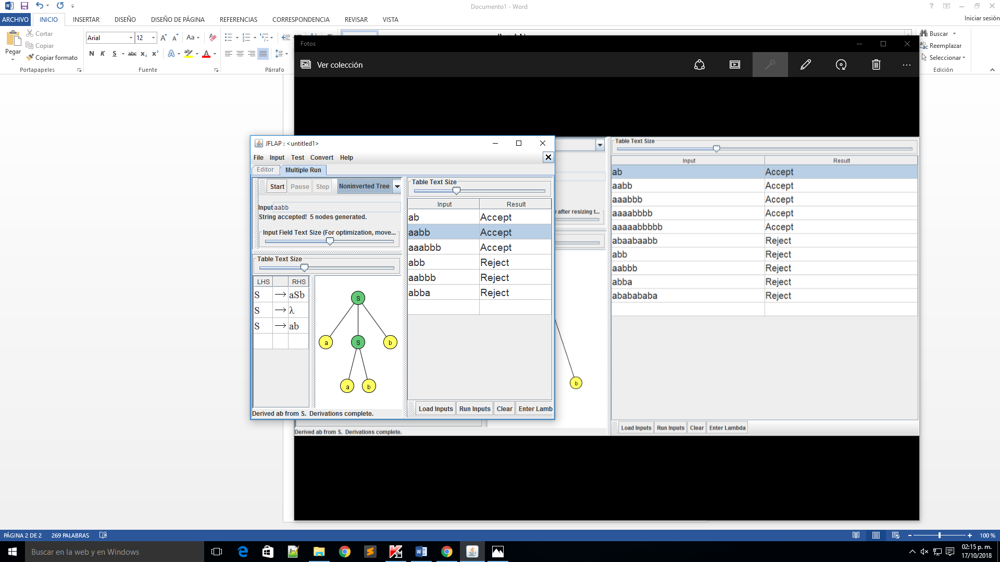 Documento1 - Word
ARCHIVO INICIO INSERTAR DISEÑO DISEÑO DE PÁGINA REFERENCIAS CORRESPONDENCIA REVISAR VISTA
Iniciar sesión
Pegar
Cortar
Copiar
Copiar formato
Portapapeles
Arial 12
N K S abc x₂ x²
Fuente
Párrafo
Buscar
Reemplazar
Seleccionar
Edición
Fotos
Ver colección
JFLAP : <untitled1>
File Input Test Convert Help
Editor Multiple Run
Start Pause Step Noninverted Tree
Input aabb
String accepted! 5 nodes generated.
Input Field Text Size (For optimization, move...
Table Text Size
LHS RHS
S → aSb
S → λ
S → ab
S
a S b
a b
Derived ab from S. Derivations complete.
Table Text Size
Input Result
ab Accept
aabb Accept
aaabbb Accept
abb Reject
aabbb Reject
abba Reject
Load Inputs Run Inputs Clear Enter Lamb
after resizing t...
b
Derived ab from S. Derivations complete.
Table Text Size
Input Result
ab Accept
aabb Accept
aaabbb Accept
aaaabbbb Accept
aaaaabbbbb Accept
abaabaabb Reject
abb Reject
aabbb Reject
abba Reject
ababababa Reject
Load Inputs Run Inputs Clear Enter Lambda
PÁGINA 2 DE 2 269 PALABRAS
100 %
Buscar en la web y en Windows
02:15 p. m.
17/10/2018